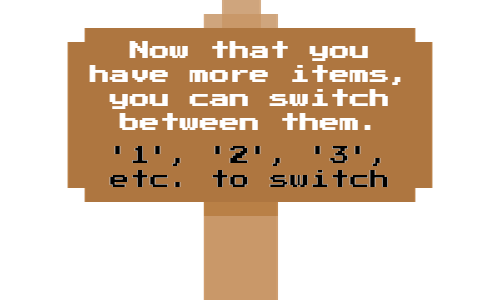 Now that you
have more items,
you can switch
between them.
'1', '2', '3',
etc. to switch